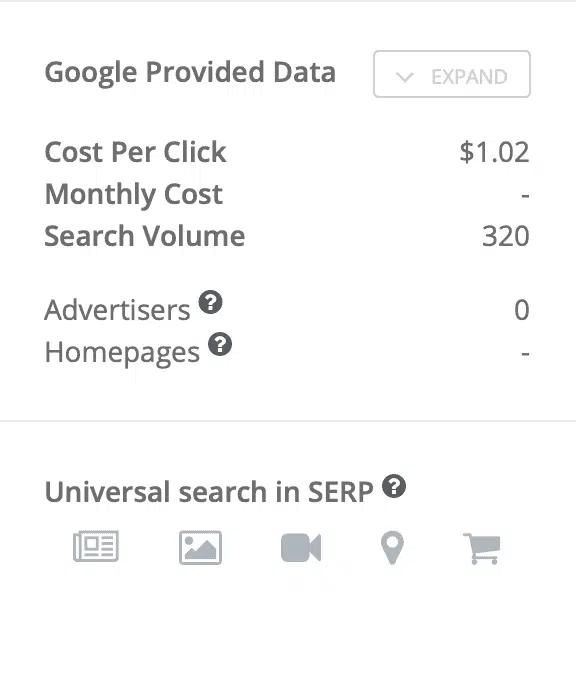 Google Provided Data
EXPAND
Cost Per Click $1.02
Monthly Cost -
Search Volume 320
Advertisers ? 0
Homepages ? -
Universal search in SERP ?